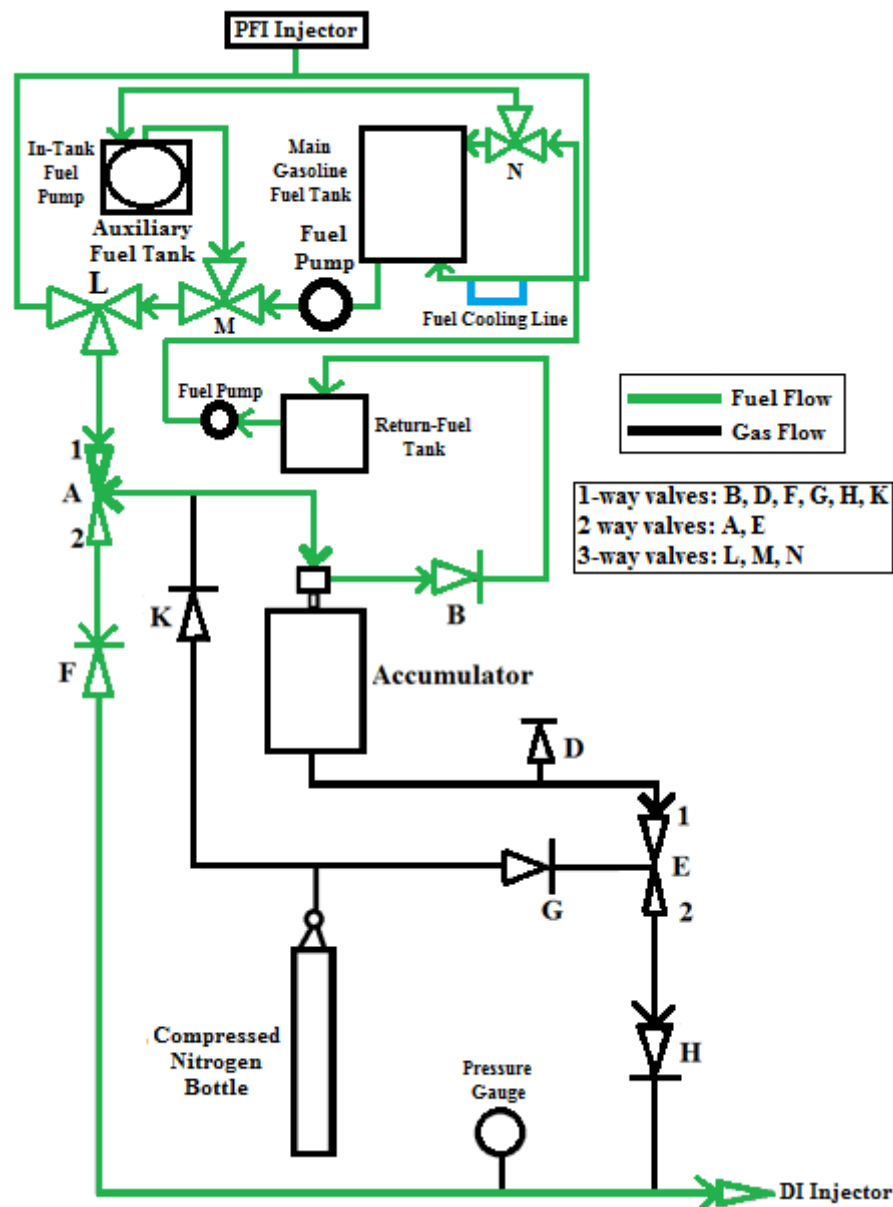 PFI Injector
In-Tank
Fuel
Pump
Auxiliary
Fuel Tank
Main
Gasoline
Fuel Tank
N
Fuel
Pump
L
M
Fuel Cooling Line
Fuel Pump
Return-Fuel
Tank
Fuel Flow
Gas Flow
1
A
2
1-way valves: B, D, F, G, H, K
2 way valves: A, E
3-way valves: L, M, N
K
B
F
Accumulator
D
1
E
2
G
Compressed
Nitrogen
Bottle
H
Pressure
Gauge
DI Injector